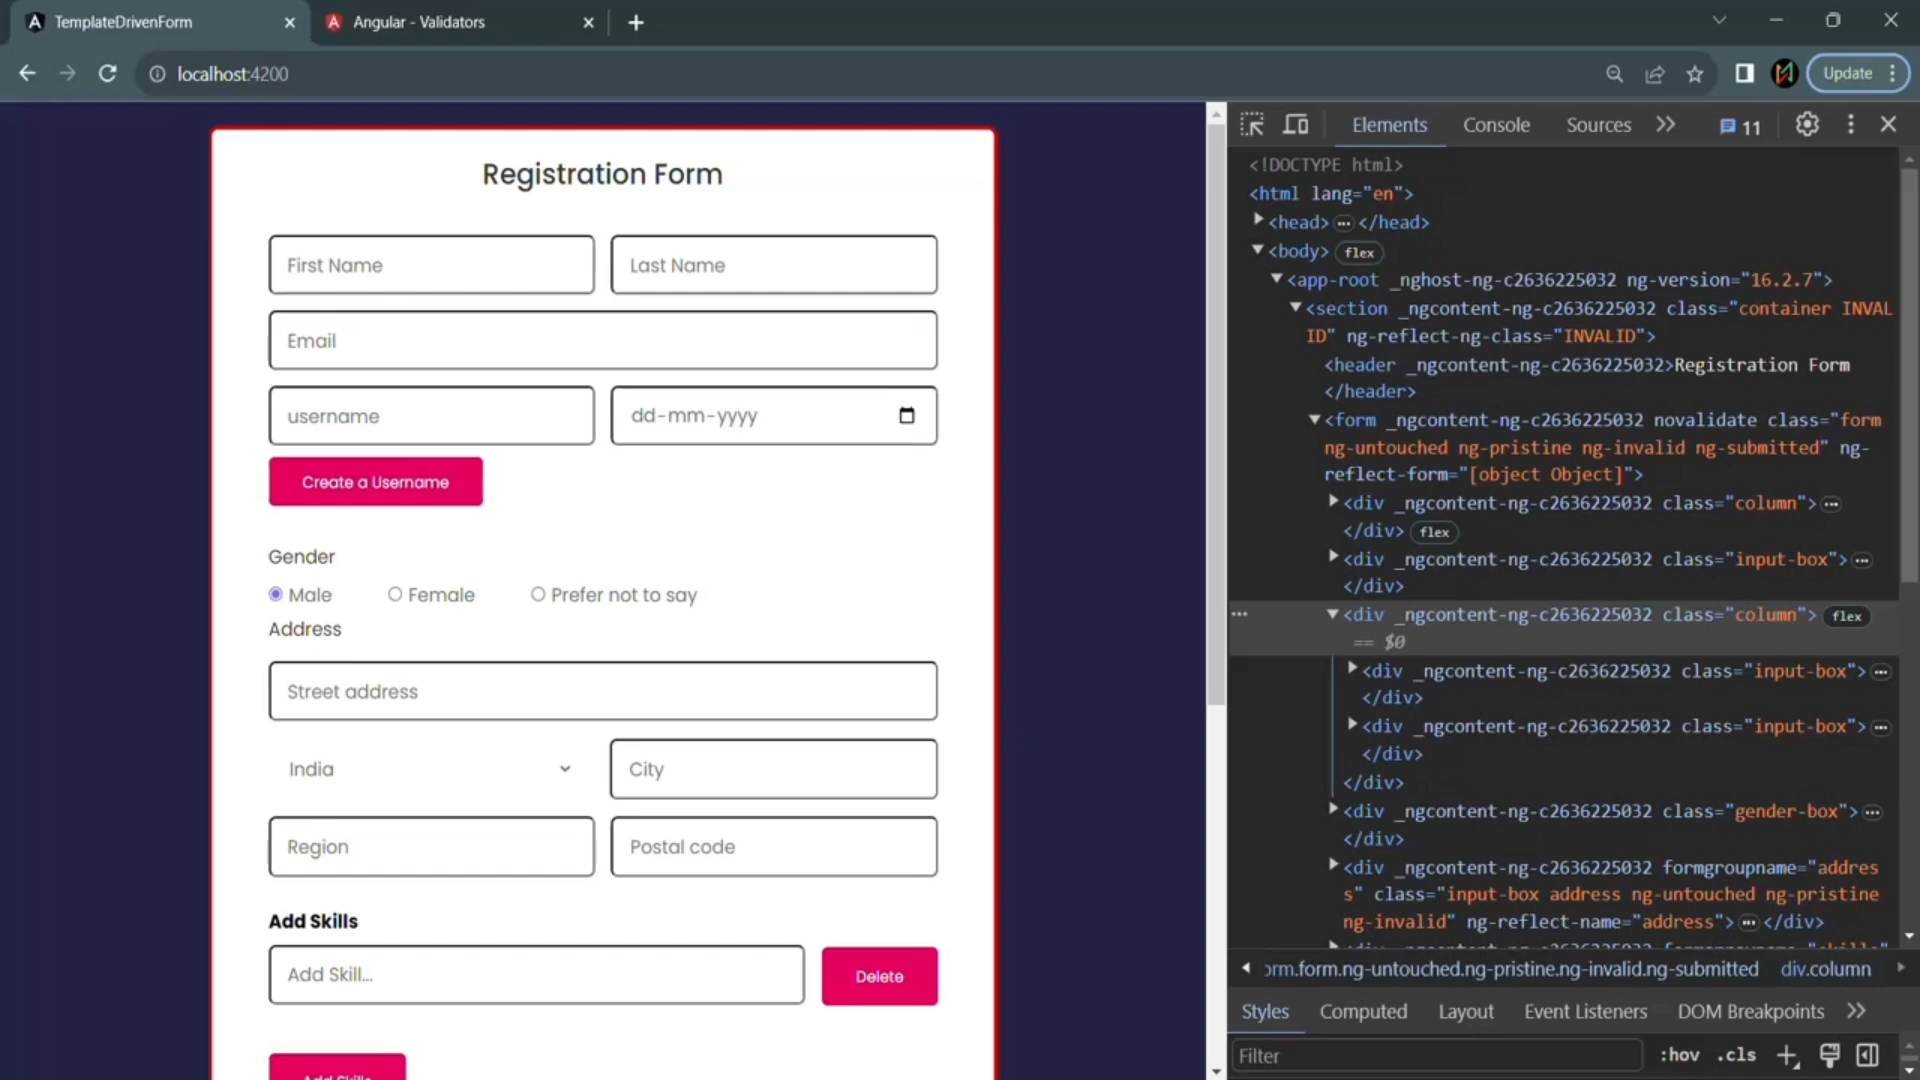 TemplateDrivenForm
Angular - Validators
localhost:4200
Update
Registration Form
First Name
Last Name
Email
username
dd-mm-yyyy
Create a Username
Gender
Male
Female
Prefer not to say
Address
Street address
India
City
Region
Postal code
Add Skills
Add Skill...
Delete
Elements
Console
Sources
11
<!DOCTYPE html>
<html lang="en">
<head> ... </head>
<body> flex
<app-root _nghost-ng-c2636225032 ng-version="16.2.7">
<section _ngcontent-ng-c2636225032 class="container INVAL
ID" ng-reflect-ng-class="INVALID">
<header _ngcontent-ng-c2636225032>Registration Form
</header>
<form _ngcontent-ng-c2636225032 novalidate class="form
ng-untouched ng-pristine ng-invalid ng-submitted" ng-
reflect-form="[object Object]">
<div _ngcontent-ng-c2636225032 class="column"> ...
</div> flex
<div _ngcontent-ng-c2636225032 class="input-box"> ...
</div>
<div _ngcontent-ng-c2636225032 class="column"> flex
== $0
<div _ngcontent-ng-c2636225032 class="input-box"> ...
</div>
<div _ngcontent-ng-c2636225032 class="input-box"> ...
</div>
</div>
<div _ngcontent-ng-c2636225032 class="gender-box"> ...
</div>
<div _ngcontent-ng-c2636225032 formgroupname="addres
s" class="input-box address ng-untouched ng-pristine
ng-invalid" ng-reflect-name="address"> ... </div>
orm.form.ng-untouched.ng-pristine.ng-invalid.ng-submitted
div.column
Styles
Computed
Layout
Event Listeners
DOM Breakpoints
Filter
:hov
.cls